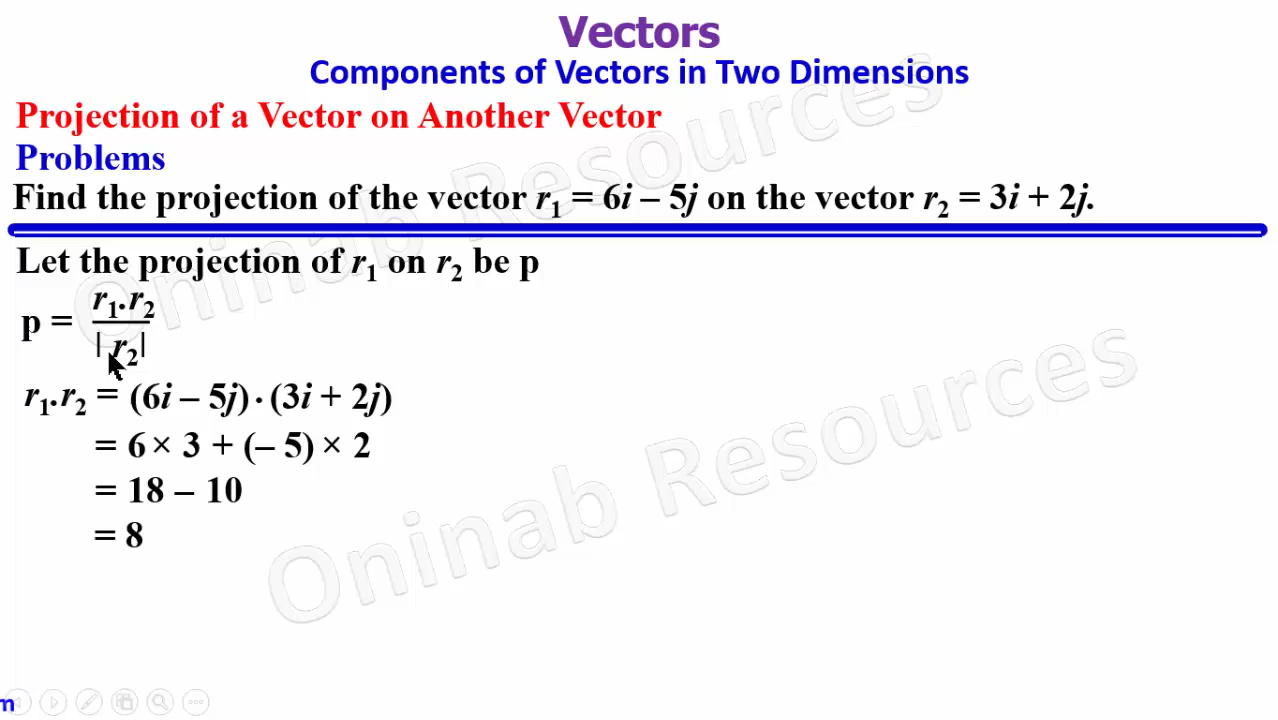 Vectors
Components of Vectors in Two Dimensions
Projection of a Vector on Another Vector
Problems
Find the projection of the vector r₁ = 6i – 5j on the vector r₂ = 3i + 2j.
Let the projection of r₁ on r₂ be p
p = r₁.r₂ / |r₂|
r₁.r₂ = (6i – 5j) · (3i + 2j)
= 6 × 3 + (– 5) × 2
= 18 – 10
= 8
Oninab Resources
Oninab Resources
m